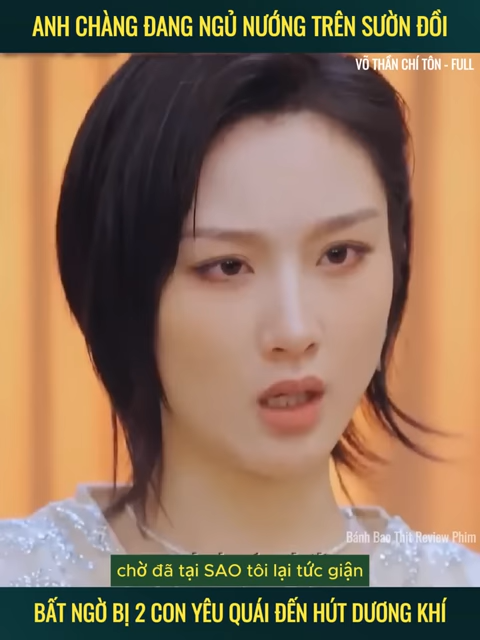 ANH CHÀNG ĐANG NGỦ NƯỚNG TRÊN SƯỜN ĐỒI
VÕ THẦN CHÍ TÔN - FULL
Bánh Bao Thịt Review Phim
chờ đã tại SAO tôi lại tức giận
BẤT NGỜ BỊ 2 CON YÊU QUÁI ĐẾN HÚT DƯƠNG KHÍ